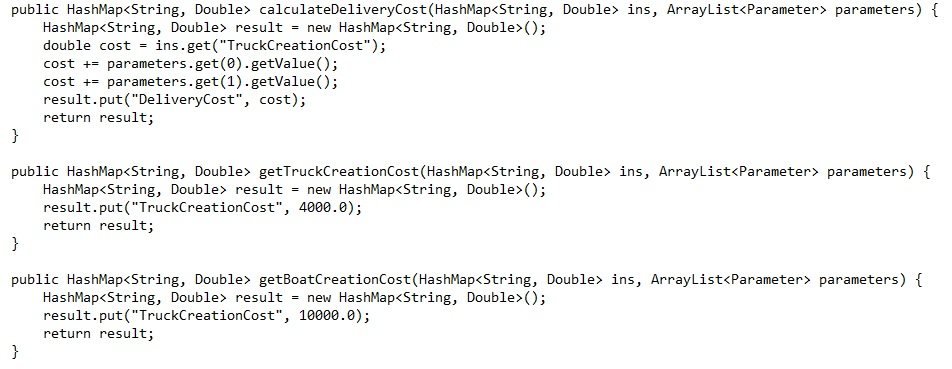 public HashMap<String, Double> calculateDeliveryCost(HashMap<String, Double> ins, ArrayList<Parameter> parameters) {
    HashMap<String, Double> result = new HashMap<String, Double>();
    double cost = ins.get("TruckCreationCost");
    cost += parameters.get(0).getValue();
    cost += parameters.get(1).getValue();
    result.put("DeliveryCost", cost);
    return result;
}

public HashMap<String, Double> getTruckCreationCost(HashMap<String, Double> ins, ArrayList<Parameter> parameters) {
    HashMap<String, Double> result = new HashMap<String, Double>();
    result.put("TruckCreationCost", 4000.0);
    return result;
}

public HashMap<String, Double> getBoatCreationCost(HashMap<String, Double> ins, ArrayList<Parameter> parameters) {
    HashMap<String, Double> result = new HashMap<String, Double>();
    result.put("TruckCreationCost", 10000.0);
    return result;
}